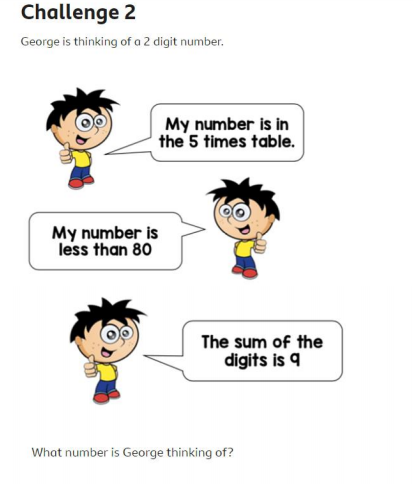 Challenge 2
George is thinking of a 2 digit number.
My number is in
the 5 times table.
My number is
less than 80
The sum of the
digits is 9
What number is George thinking of?